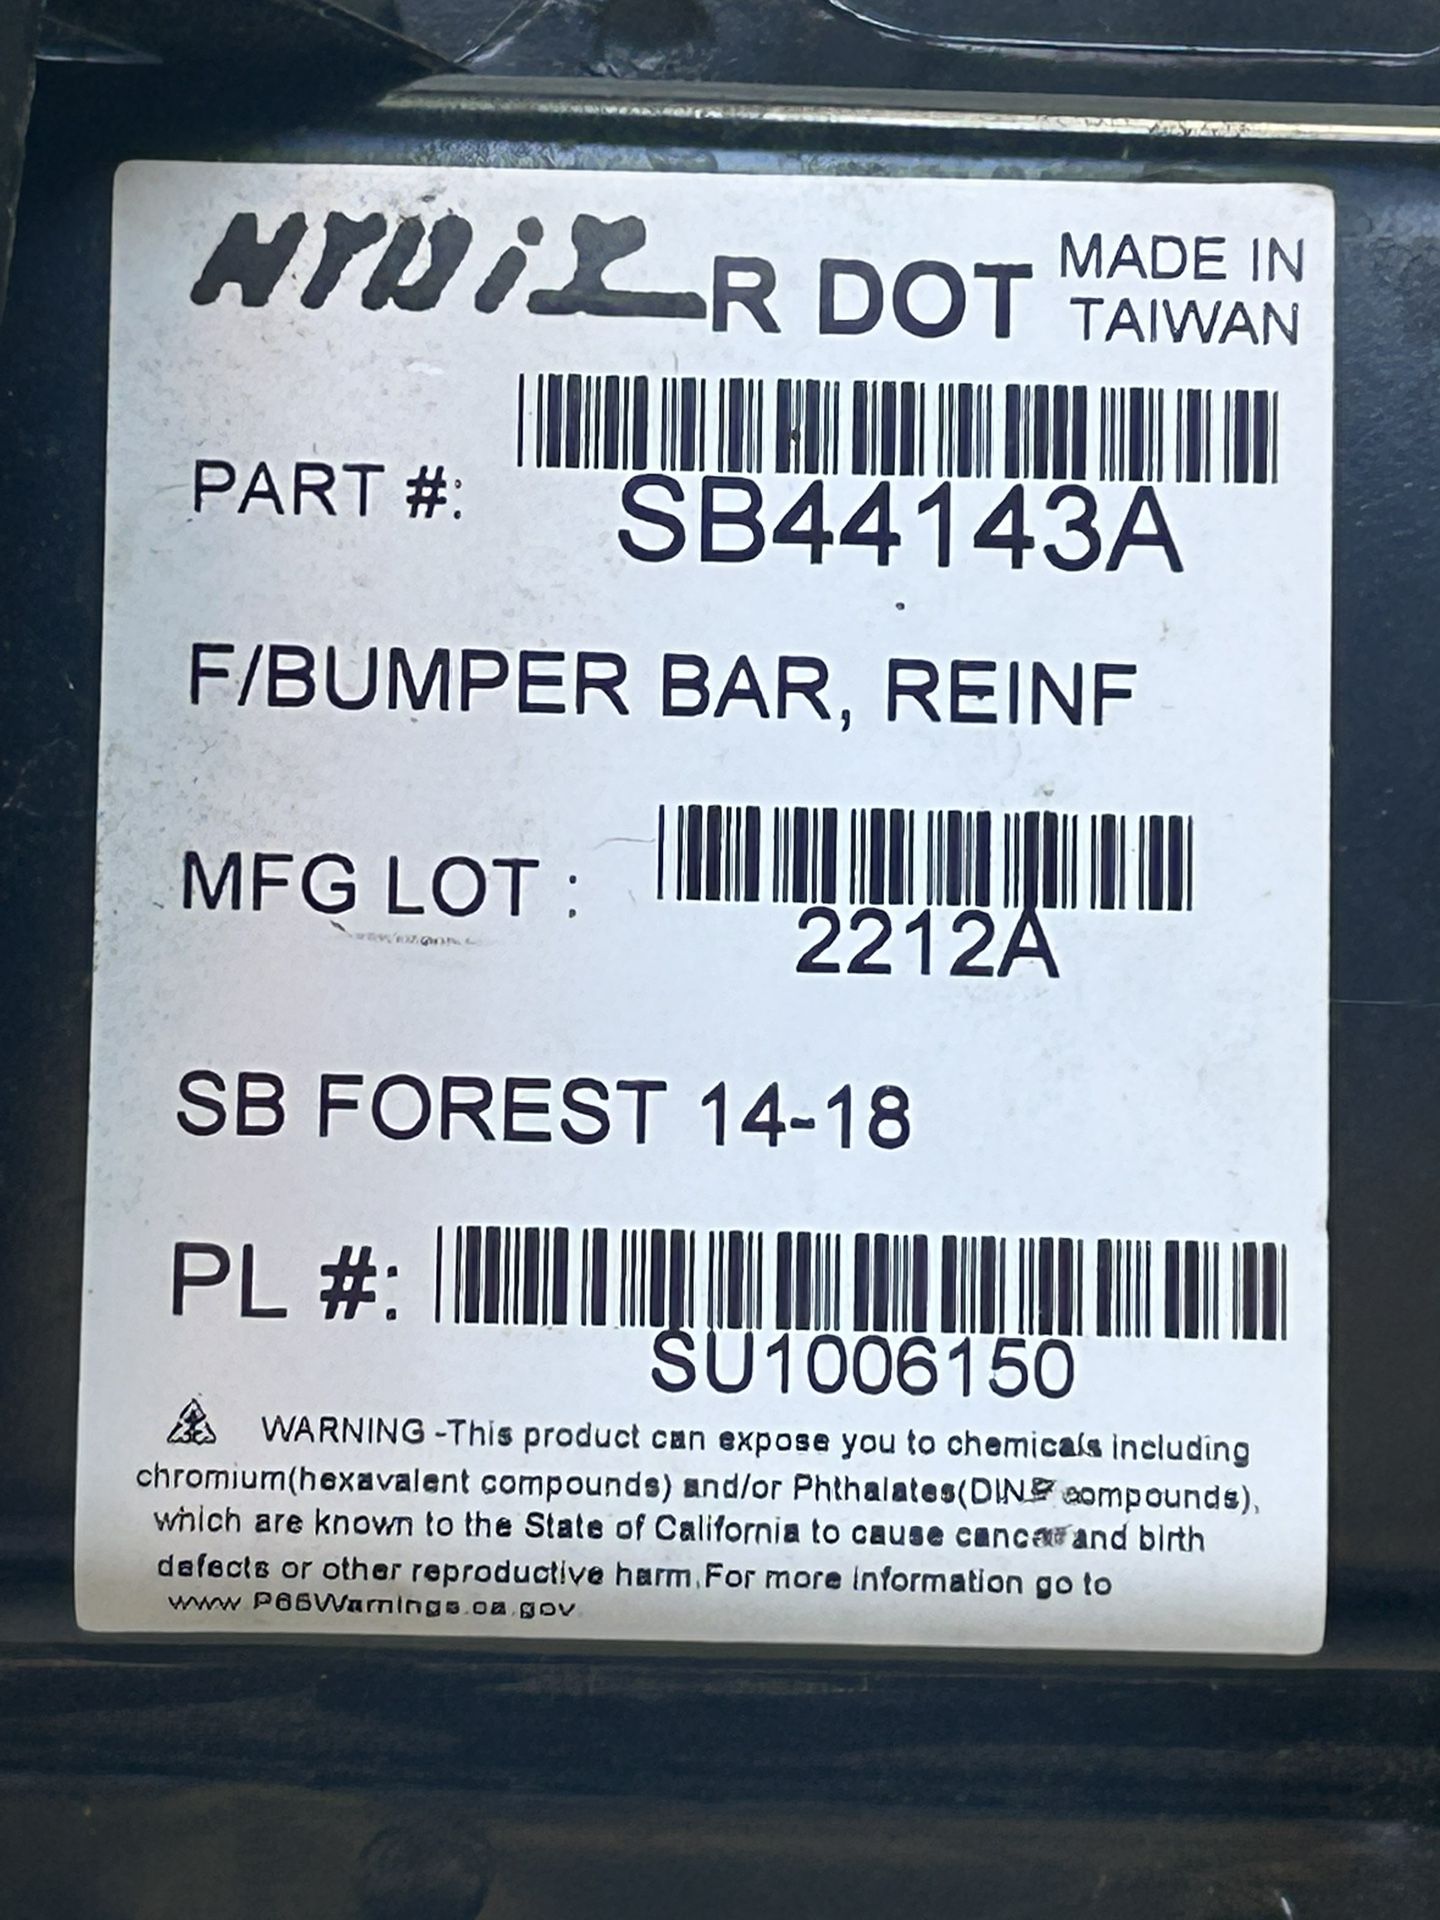 R DOT MADE IN
TAIWAN
PART #: SB44143A
F/BUMPER BAR, REINF
MFG LOT : 2212A
SB FOREST 14-18
PL #: SU1006150
WARNING -This product can expose you to chemicals including
chromium(hexavalent compounds) and/or Phthalates(DINP compounds),
which are known to the State of California to cause cancer and birth
defects or other reproductive harm.For more information go to
www.P65Warnings.ca.gov